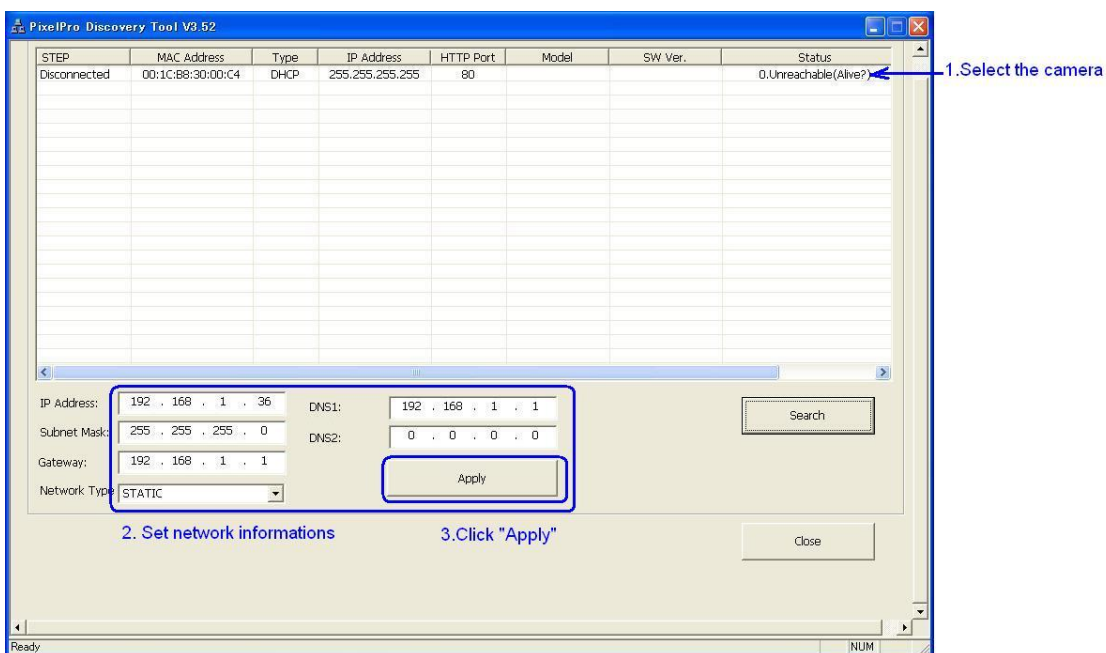 PixelPro Discovery Tool V3.52
STEP MAC Address Type IP Address HTTP Port Model SW Ver. Status
Disconnected 00:1C:B8:30:00:C4 DHCP 255.255.255.255 80 0.Unreachable(Alive?)
1.Select the camera
IP Address: 192 . 168 . 1 . 36 DNS1: 192 . 168 . 1 . 1
Search
Subnet Mask: 255 . 255 . 255 . 0 DNS2: 0 . 0 . 0 . 0
Gateway: 192 . 168 . 1 . 1
Apply
Network Type STATIC
2. Set network informations 3.Click "Apply"
Close
Ready NUM